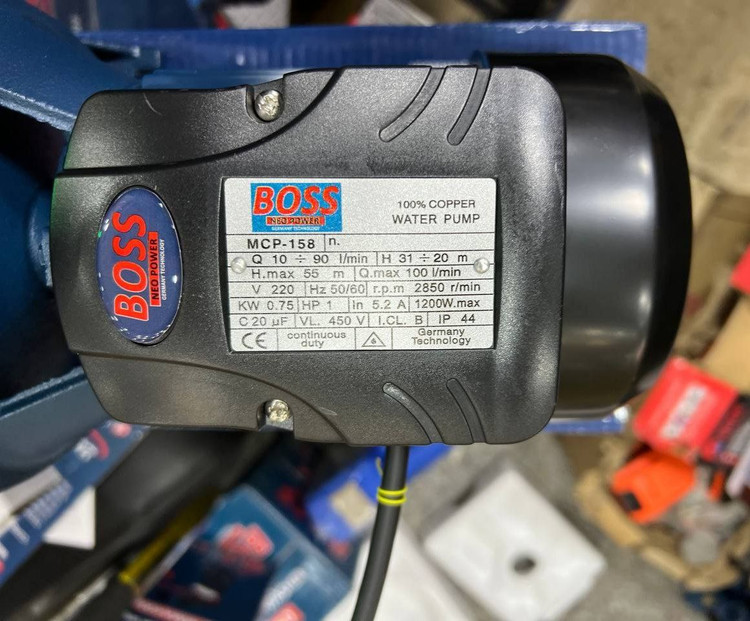 BOSS
NEO POWER
GERMANY TECHNOLOGY
100% COPPER
WATER PUMP
MCP-158 n.
Q 10 ÷ 90 l/min H 31 ÷ 20 m
H.max 55 m Q.max 100 l/min
V 220 Hz 50/60 r.p.m 2850 r/min
KW 0.75 HP 1 In 5.2 A 1200W.max
C 20 µF VL. 450 V I.CL. B IP 44
CE continuous duty Germany Technology
BOSS
NEO POWER
GERMANY TECHNOLOGY